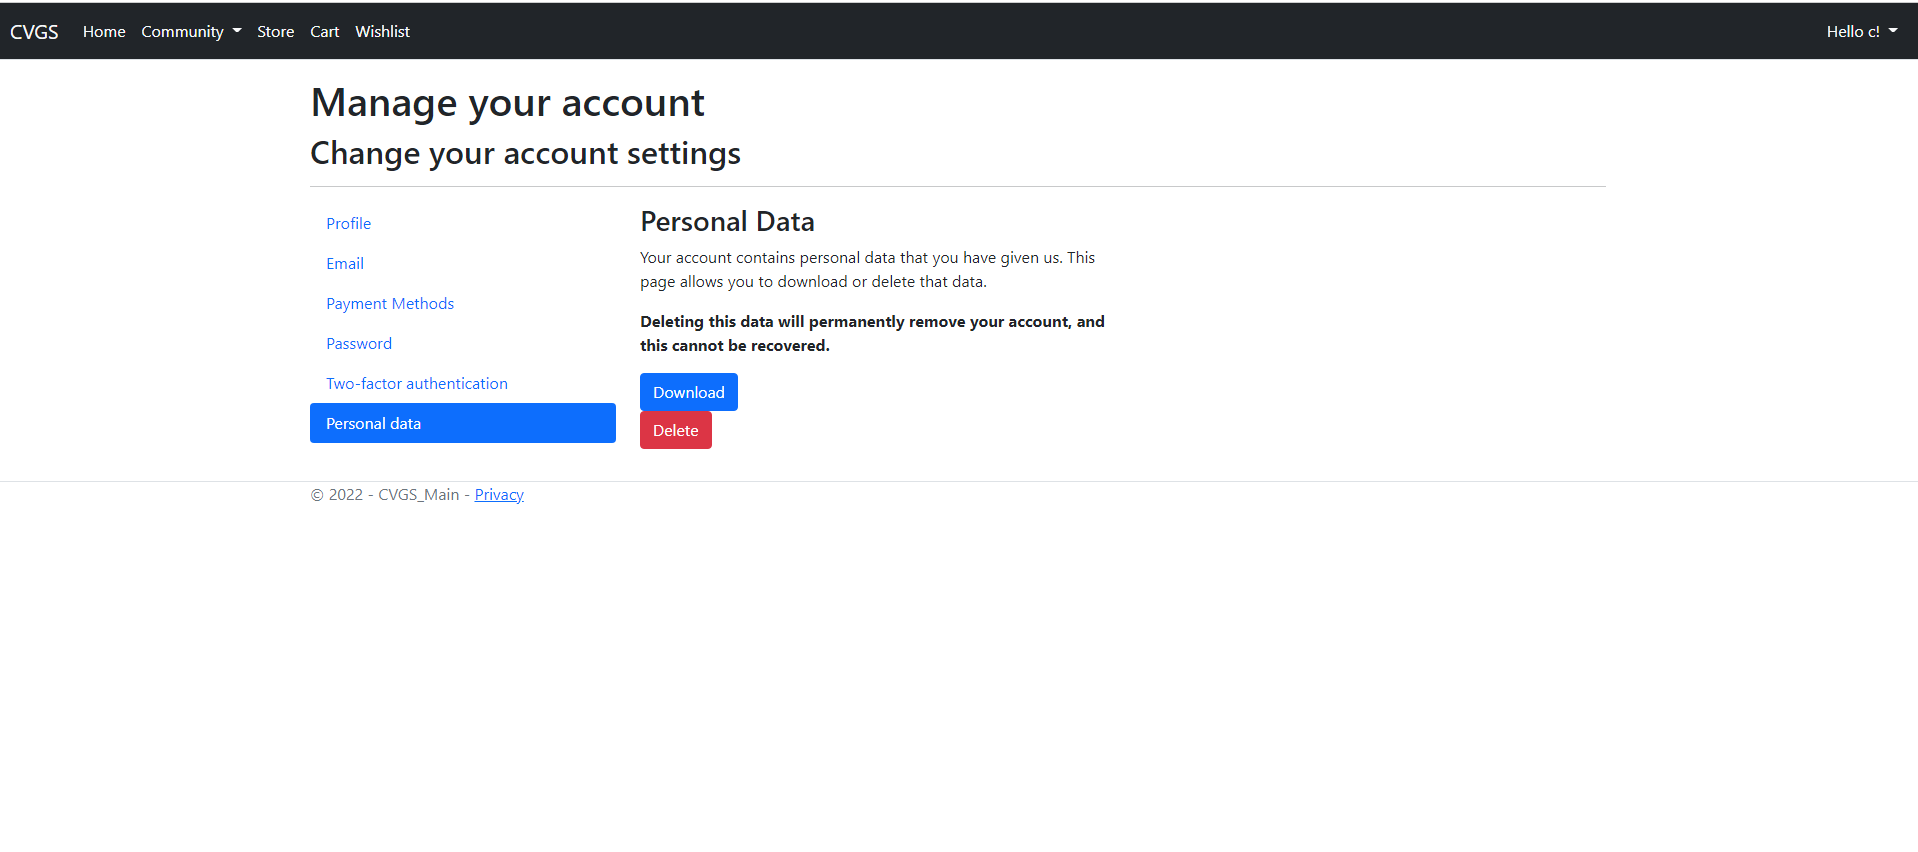 CVGS Home Community Store Cart Wishlist Hello c!
Manage your account
Change your account settings
Profile
Email
Payment Methods
Password
Two-factor authentication
Personal data
Personal Data
Your account contains personal data that you have given us. This
page allows you to download or delete that data.
Deleting this data will permanently remove your account, and
this cannot be recovered.
Download
Delete
© 2022 - CVGS_Main - Privacy